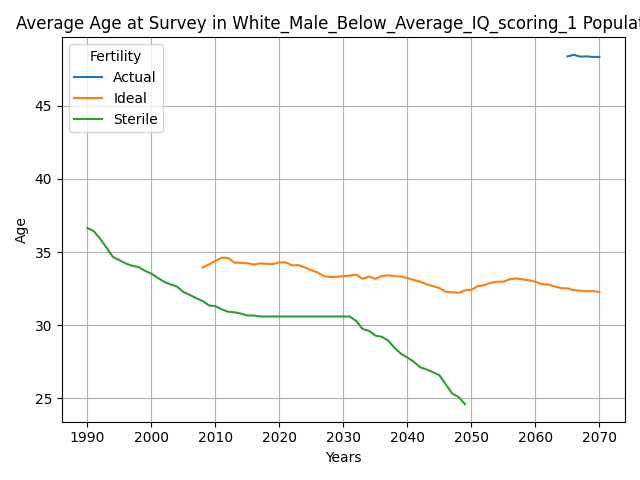 Average Age at Survey in White_Male_Below_Average_IQ_scoring_1 Populat
Fertility
Actual
Ideal
Sterile
45
40
35
30
25
Age
1990 2000 2010 2020 2030 2040 2050 2060 2070
Years